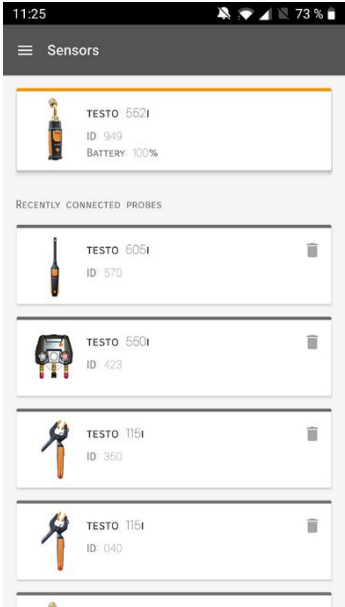 11:25
73 %
Sensors
TESTO 552I
ID: 949
BATTERY: 100%
RECENTLY CONNECTED PROBES
TESTO 605I
ID: 570
TESTO 550I
ID: 423
TESTO 115I
ID: 350
TESTO 115I
ID: 040